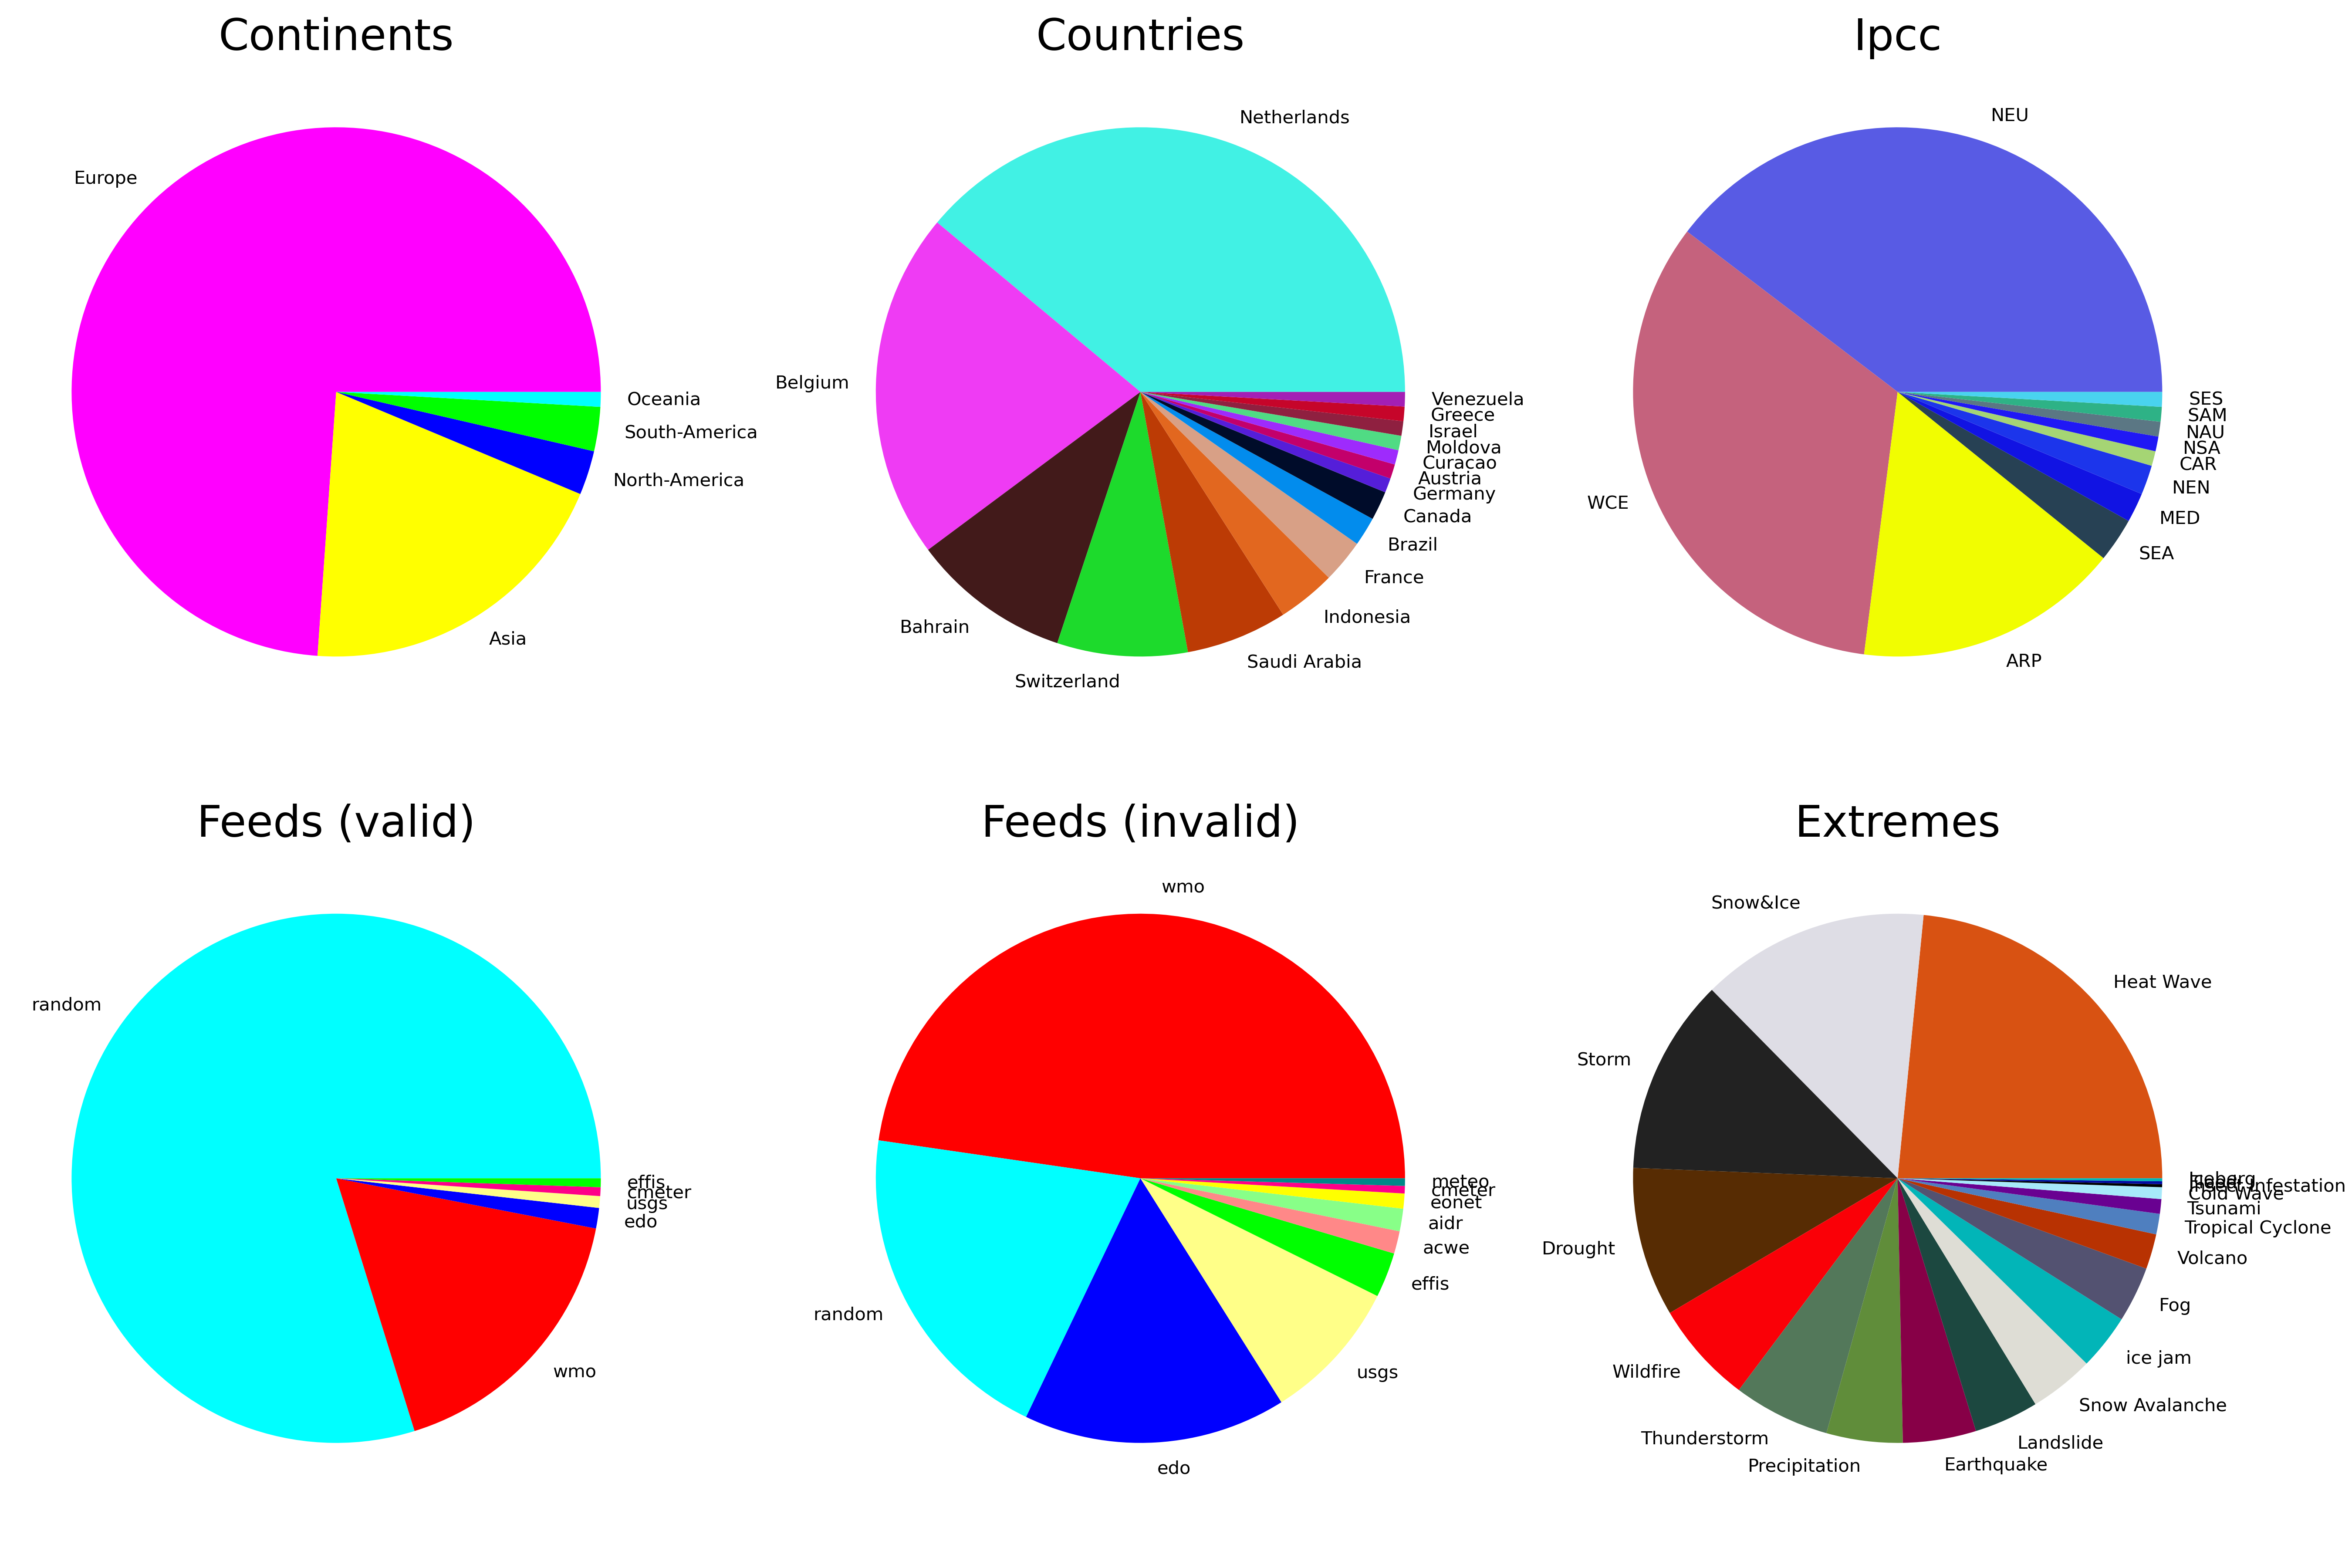 Continents
Europe
Oceania
South-America
North-America
Asia
Countries
Netherlands
Belgium
Venezuela
Greece
Israel
Moldova
Curacao
Austria
Germany
Canada
Brazil
France
Indonesia
Saudi Arabia
Switzerland
Bahrain
Ipcc
NEU
WCE
SES
SAM
NAU
NSA
CAR
NEN
MED
SEA
ARP
Feeds (valid)
random
effis
cmeter
usgs
edo
wmo
Feeds (invalid)
wmo
random
meteo
cmeter
eonet
aidr
acwe
effis
usgs
edo
Extremes
Snow&Ice
Heat Wave
Storm
Iceberg
Insect Infestation
Cold Wave
Tsunami
Tropical Cyclone
Drought
Volcano
Fog
ice jam
Wildfire
Snow Avalanche
Thunderstorm
Landslide
Precipitation
Earthquake